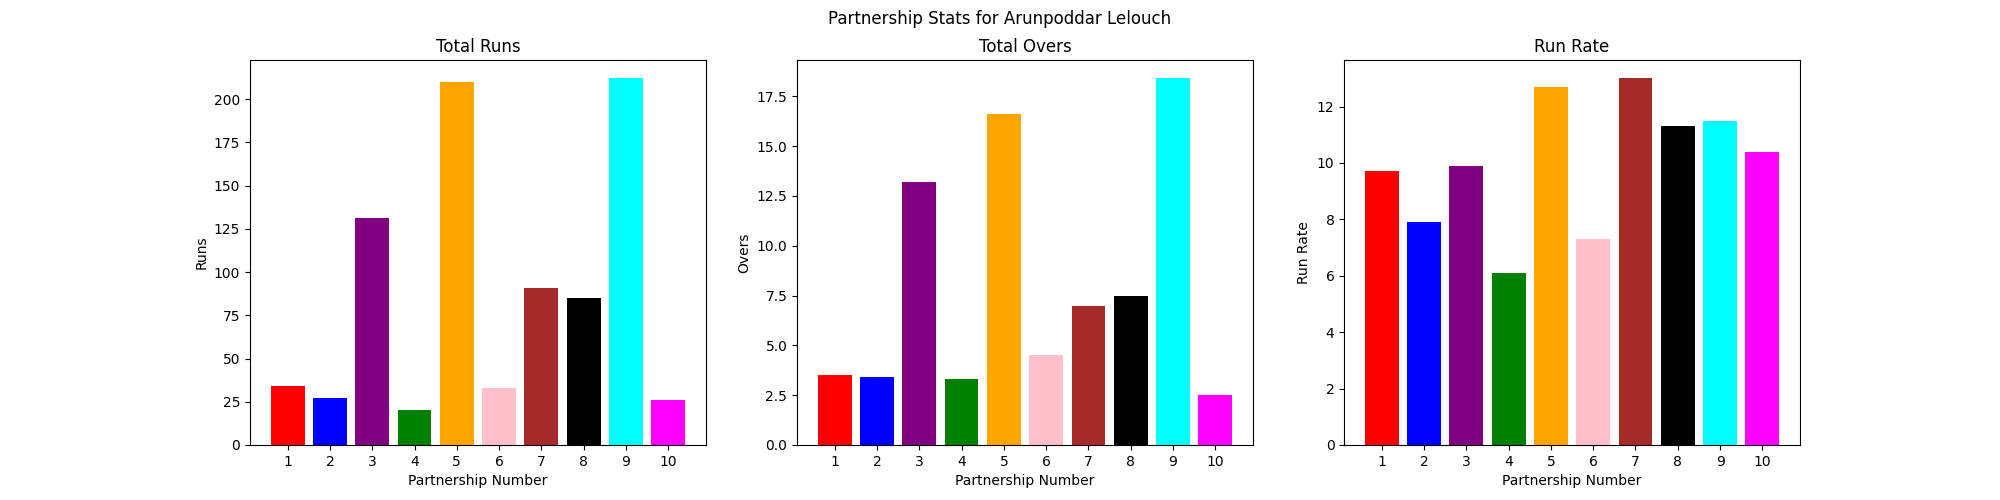 Partnership Stats for Arunpoddar Lelouch
Total Runs
Runs
200
175
150
125
100
75
50
25
0
1 2 3 4 5 6 7 8 9 10
Partnership Number
Total Overs
Overs
17.5
15.0
12.5
10.0
7.5
5.0
2.5
0.0
1 2 3 4 5 6 7 8 9 10
Partnership Number
Run Rate
Run Rate
12
10
8
6
4
2
0
1 2 3 4 5 6 7 8 9 10
Partnership Number